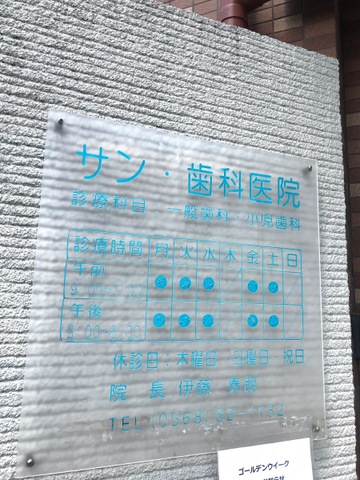 サン・歯科医院
診療科目 一般歯科・小児歯科
診療時間 月 火 水 木 金 土 日
午前 ● ● ● ／ ● ● ／
午後 ● ● ● ／ ● ● ／
休診日:木曜日 日曜日 祝日
院 長 伊藤
TEL
ゴールデンウイーク